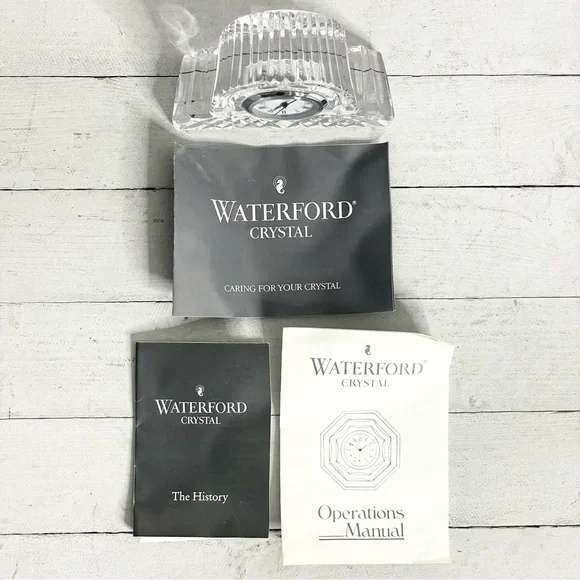 WATERFORD®
CRYSTAL
CARING FOR YOUR CRYSTAL
WATERFORD
CRYSTAL
The History
WATERFORD®
CRYSTAL
Operations
Manual